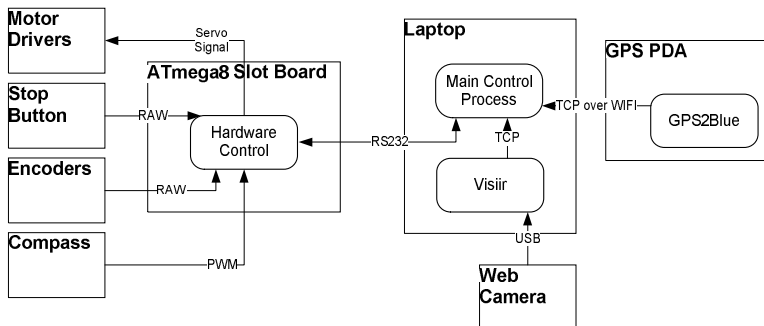 Motor
Drivers
Servo
Signal
ATmega8 Slot Board
Stop
Button
RAW
Hardware
Control
Encoders
RAW
Compass
PWM
RS232
Laptop
Main Control
Process
TCP
Visiir
USB
Web
Camera
TCP over WIFI
GPS PDA
GPS2Blue